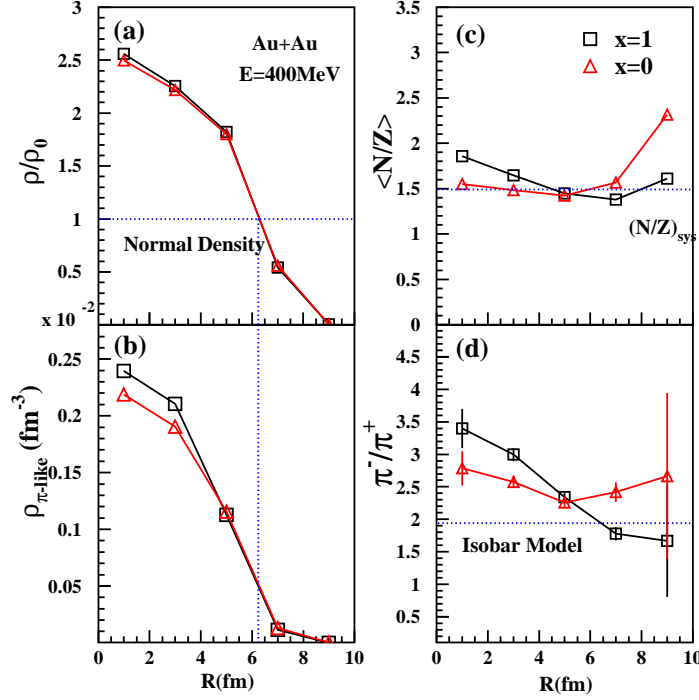 (a)
Au+Au
E=400MeV
Normal Density
ρ/ρ₀
3
2.5
2
1.5
1
0.5
x 10⁻²
(c)
x=1
x=0
(N/Z)sys
<N/Z>
3.5
3
2.5
2
1.5
1
0.5
0
(b)
ρπ-like (fm⁻³)
0.25
0.2
0.15
0.1
0.05
0 2 4 6 8 10
R(fm)
(d)
Isobar Model
π⁻/π⁺
4.5
4
3.5
3
2.5
2
1.5
1
0.5
0 2 4 6 8 10
R(fm)